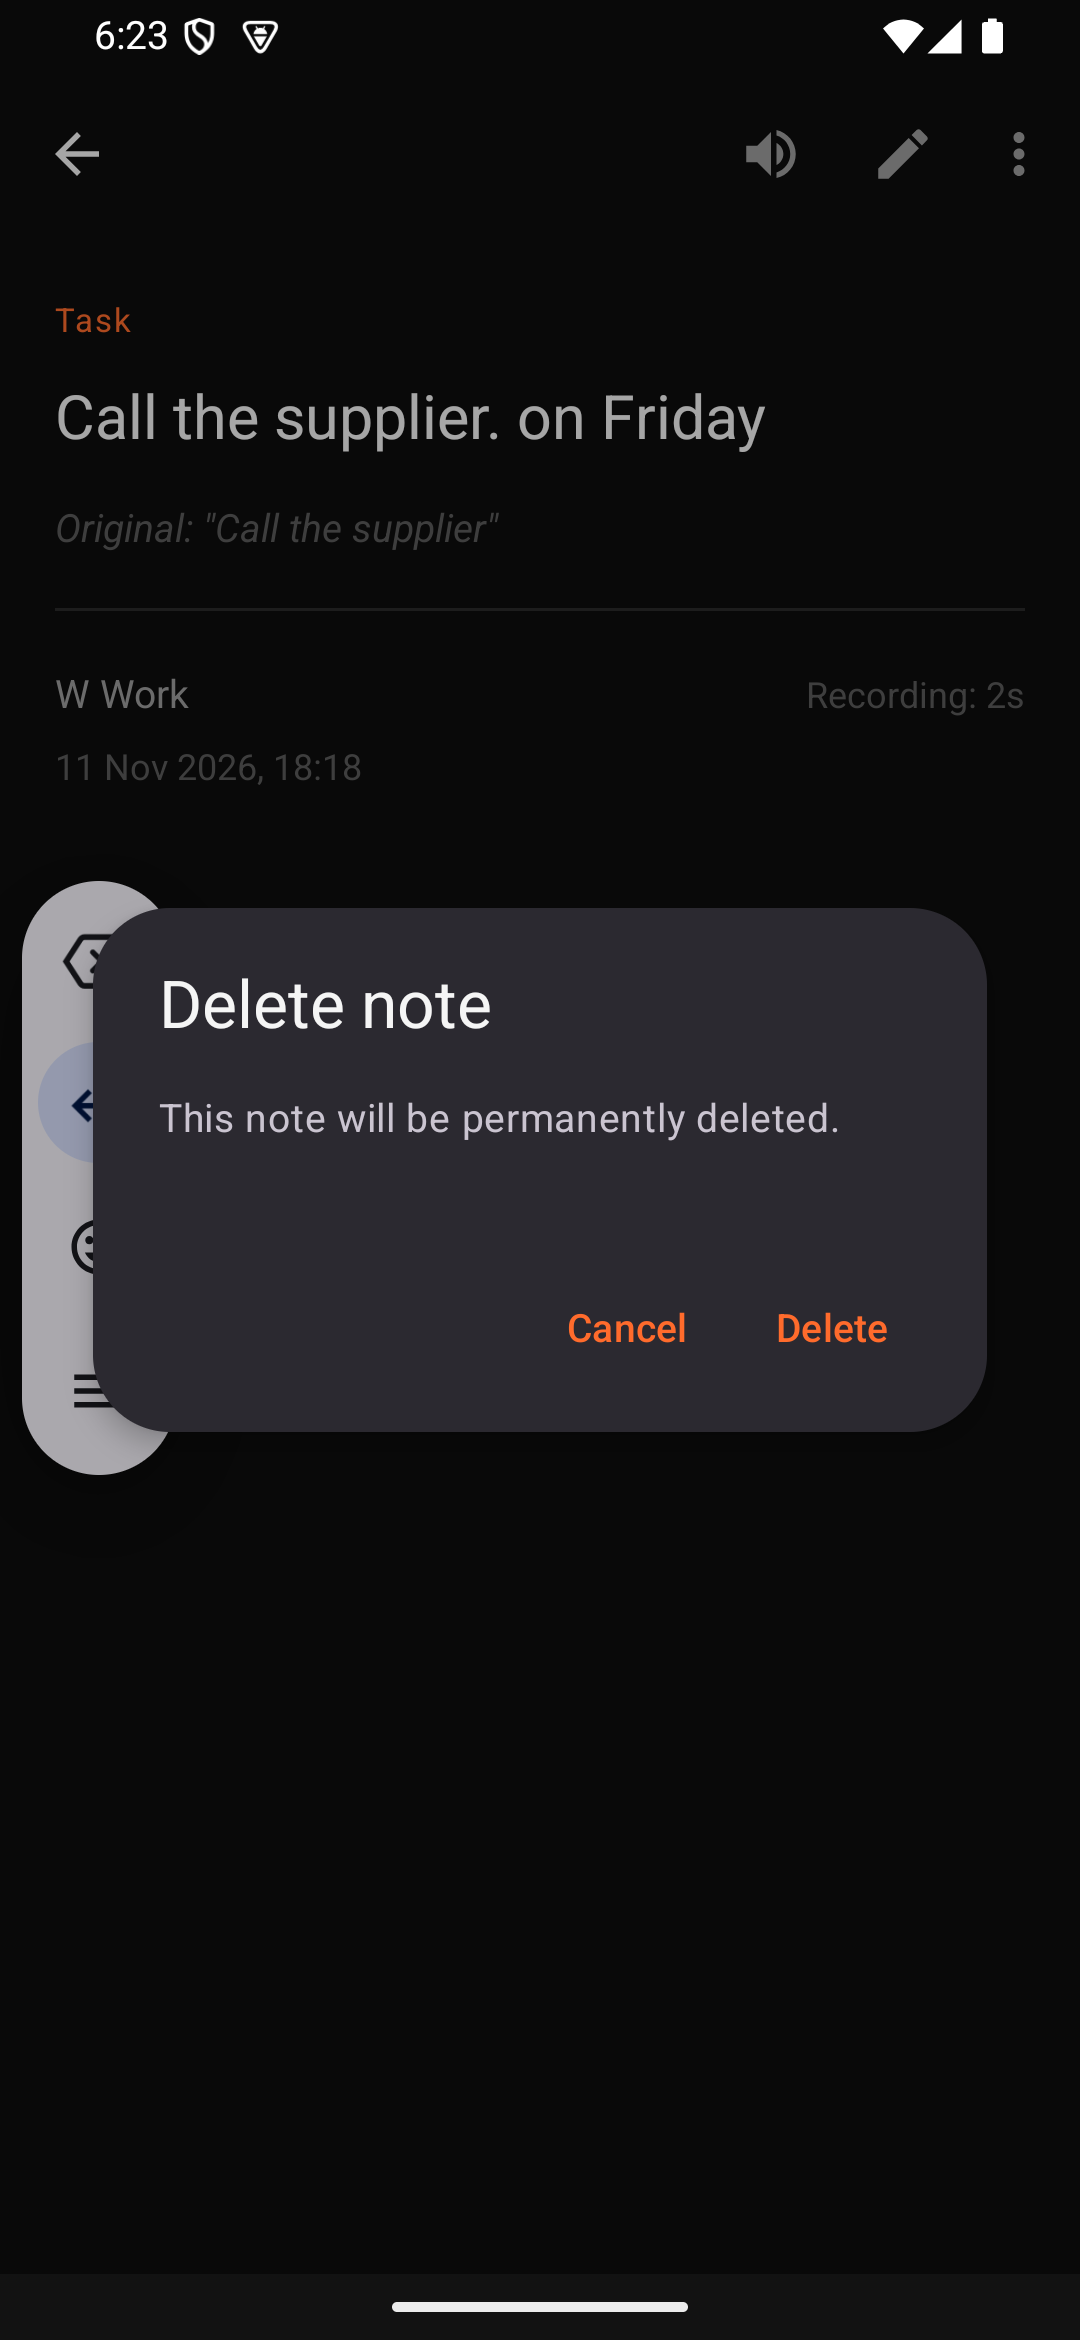 6:23
Task
Call the supplier. on Friday
Original: "Call the supplier"
W Work
Recording: 2s
11 Nov 2026, 18:18
Delete note
This note will be permanently deleted.
Cancel
Delete